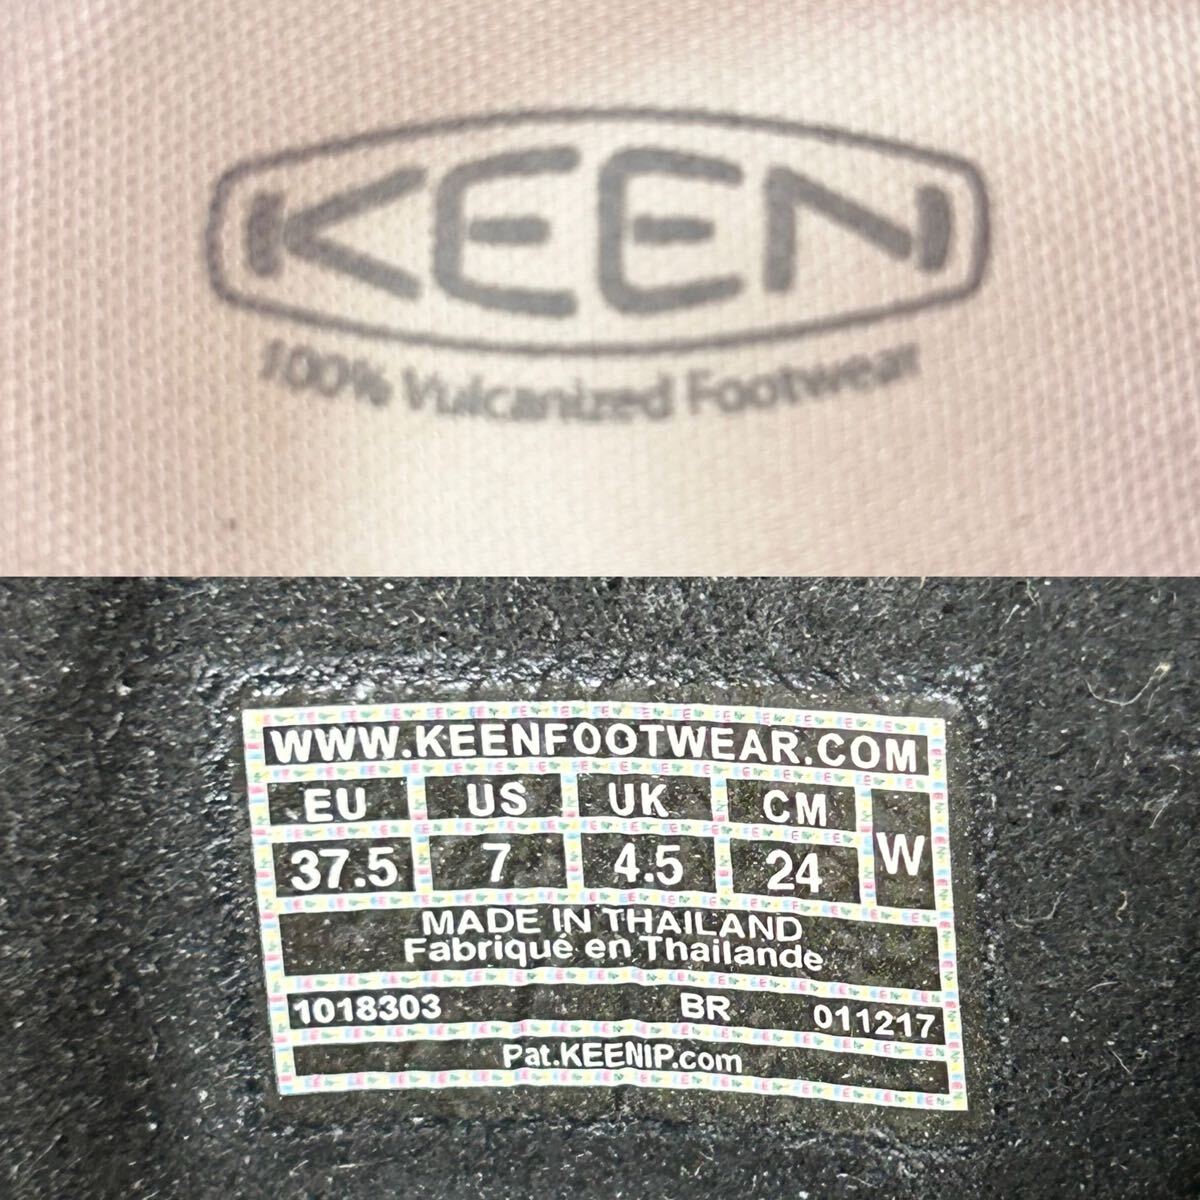 KEEN
100% Vulcanized Footwear
WWW.KEENFOOTWEAR.COM
EU US UK CM W
37.5 7 4.5 24
MADE IN THAILAND
Fabriqué en Thailande
1018303 BR 011217
Pat.KEENIP.com